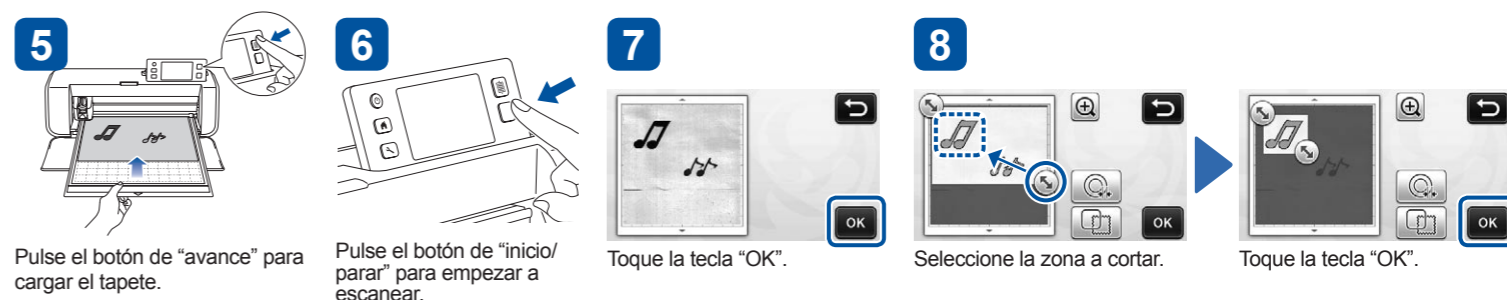 5
Pulse el botón de “avance” para
cargar el tapete.
6
Pulse el botón de “inicio/
parar” para empezar a
escanear.
7
OK
Toque la tecla “OK”.
8
OK
Seleccione la zona a cortar.
OK
Toque la tecla “OK”.